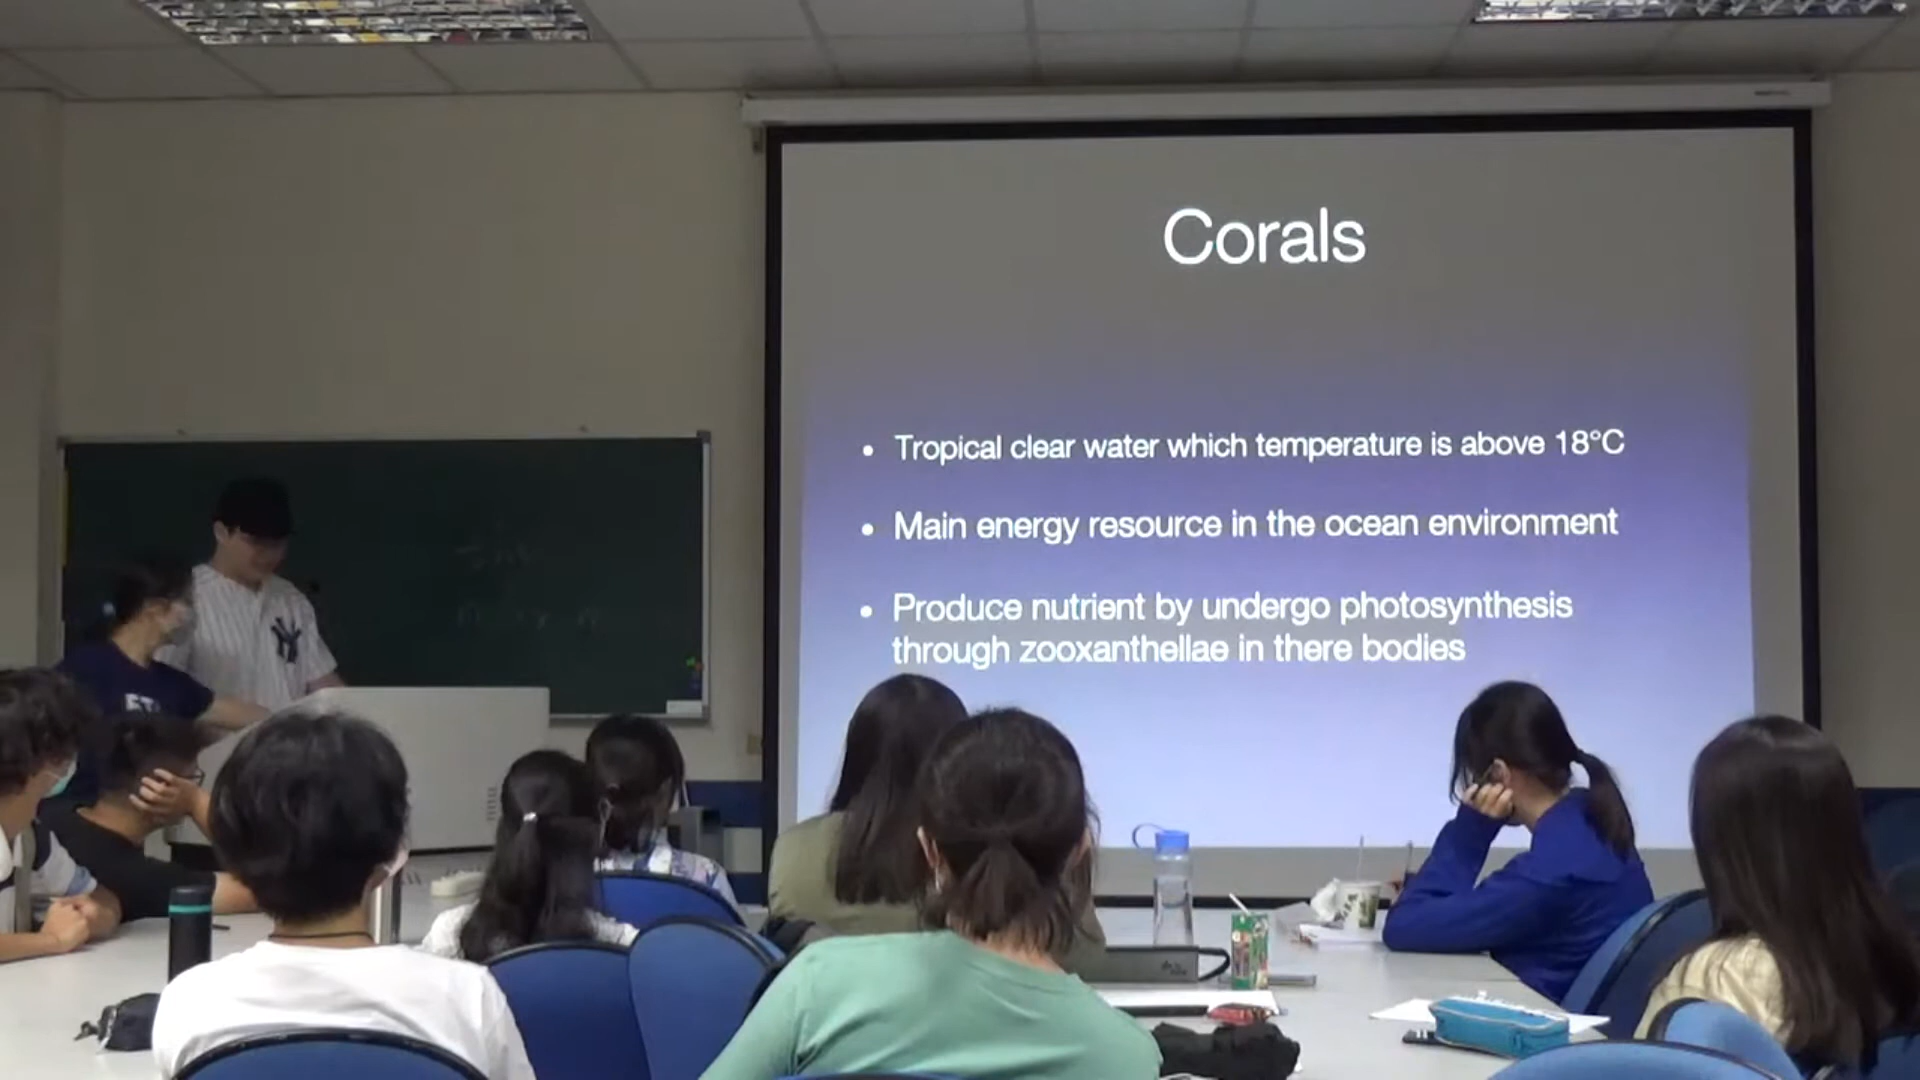 Corals
• Tropical clear water which temperature is above 18°C
• Main energy resource in the ocean environment
• Produce nutrient by undergo photosynthesis
through zooxanthellae in there bodies
NY